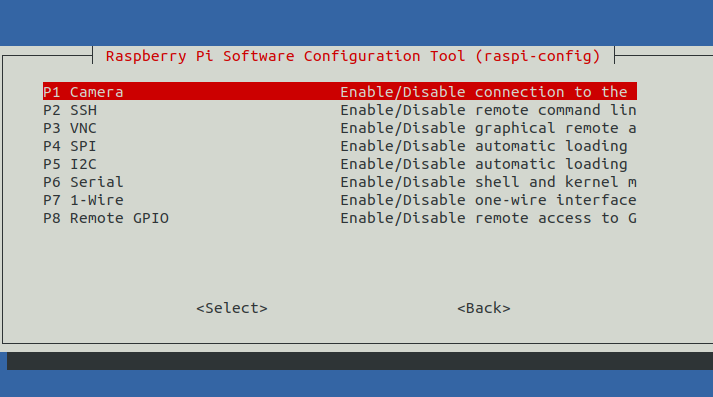 Raspberry Pi Software Configuration Tool (raspi-config)
P1 Camera Enable/Disable connection to the
P2 SSH Enable/Disable remote command lin
P3 VNC Enable/Disable graphical remote a
P4 SPI Enable/Disable automatic loading
P5 I2C Enable/Disable automatic loading
P6 Serial Enable/Disable shell and kernel m
P7 1-Wire Enable/Disable one-wire interface
P8 Remote GPIO Enable/Disable remote access to G
<Select> <Back>